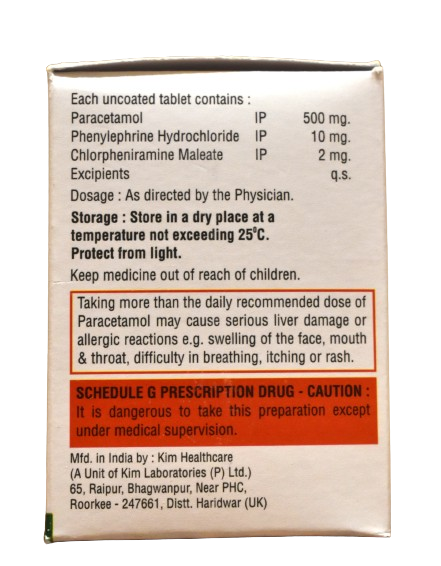 Each uncoated tablet contains :
Paracetamol IP 500 mg.
Phenylephrine Hydrochloride IP 10 mg.
Chlorpheniramine Maleate IP 2 mg.
Excipients q.s.
Dosage : As directed by the Physician.
Storage : Store in a dry place at a
temperature not exceeding 25⁰C.
Protect from light.
Keep medicine out of reach of children.
Taking more than the daily recommended dose of
Paracetamol may cause serious liver damage or
allergic reactions e.g. swelling of the face, mouth
& throat, difficulty in breathing, itching or rash.
SCHEDULE G PRESCRIPTION DRUG - CAUTION :
It is dangerous to take this preparation except
under medical supervision.
Mfd. in India by : Kim Healthcare
(A Unit of Kim Laboratories (P) Ltd.)
65, Raipur, Bhagwanpur, Near PHC,
Roorkee - 247661, Distt. Haridwar (UK)